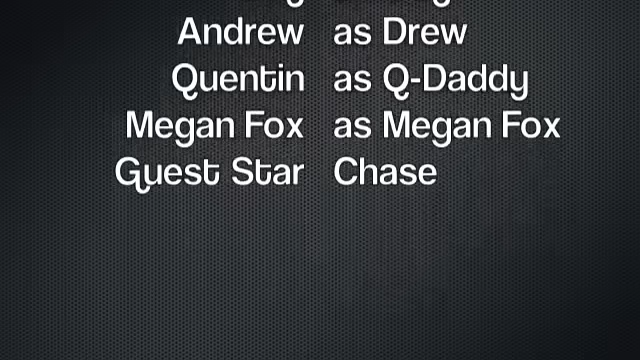 Andrew as Drew
Quentin as Q-Daddy
Megan Fox as Megan Fox
Guest Star Chase